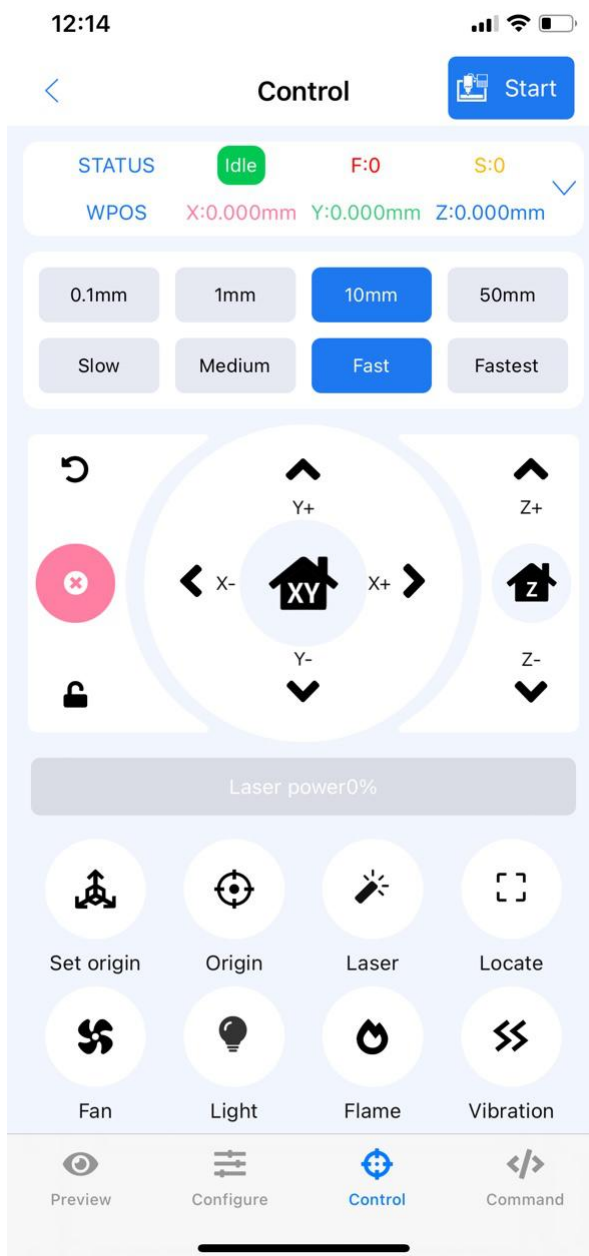 12:14
Control
Start
STATUS Idle F:0 S:0
WPOS X:0.000mm Y:0.000mm Z:0.000mm
0.1mm 1mm 10mm 50mm
Slow Medium Fast Fastest
Y+ Z+
X- XY X+ Z
Y- Z-
Laser power0%
Set origin Origin Laser Locate
Fan Light Flame Vibration
Preview Configure Control Command